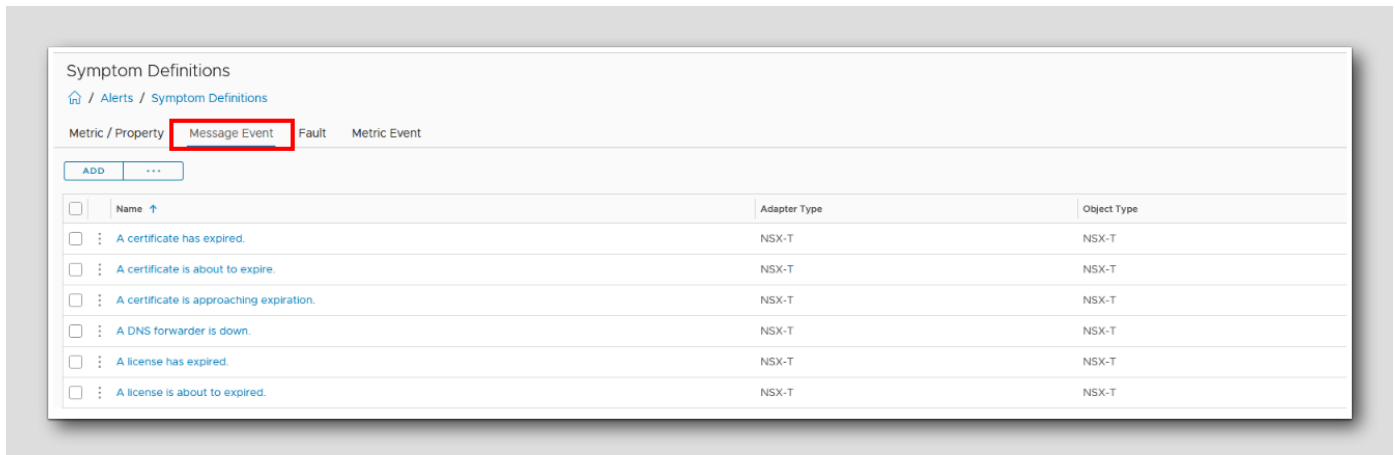 Symptom Definitions
/ Alerts / Symptom Definitions
Metric / Property Message Event Fault Metric Event
ADD ...
Name ↑ Adapter Type Object Type
A certificate has expired. NSX-T NSX-T
A certificate is about to expire. NSX-T NSX-T
A certificate is approaching expiration. NSX-T NSX-T
A DNS forwarder is down. NSX-T NSX-T
A license has expired. NSX-T NSX-T
A license is about to expired. NSX-T NSX-T